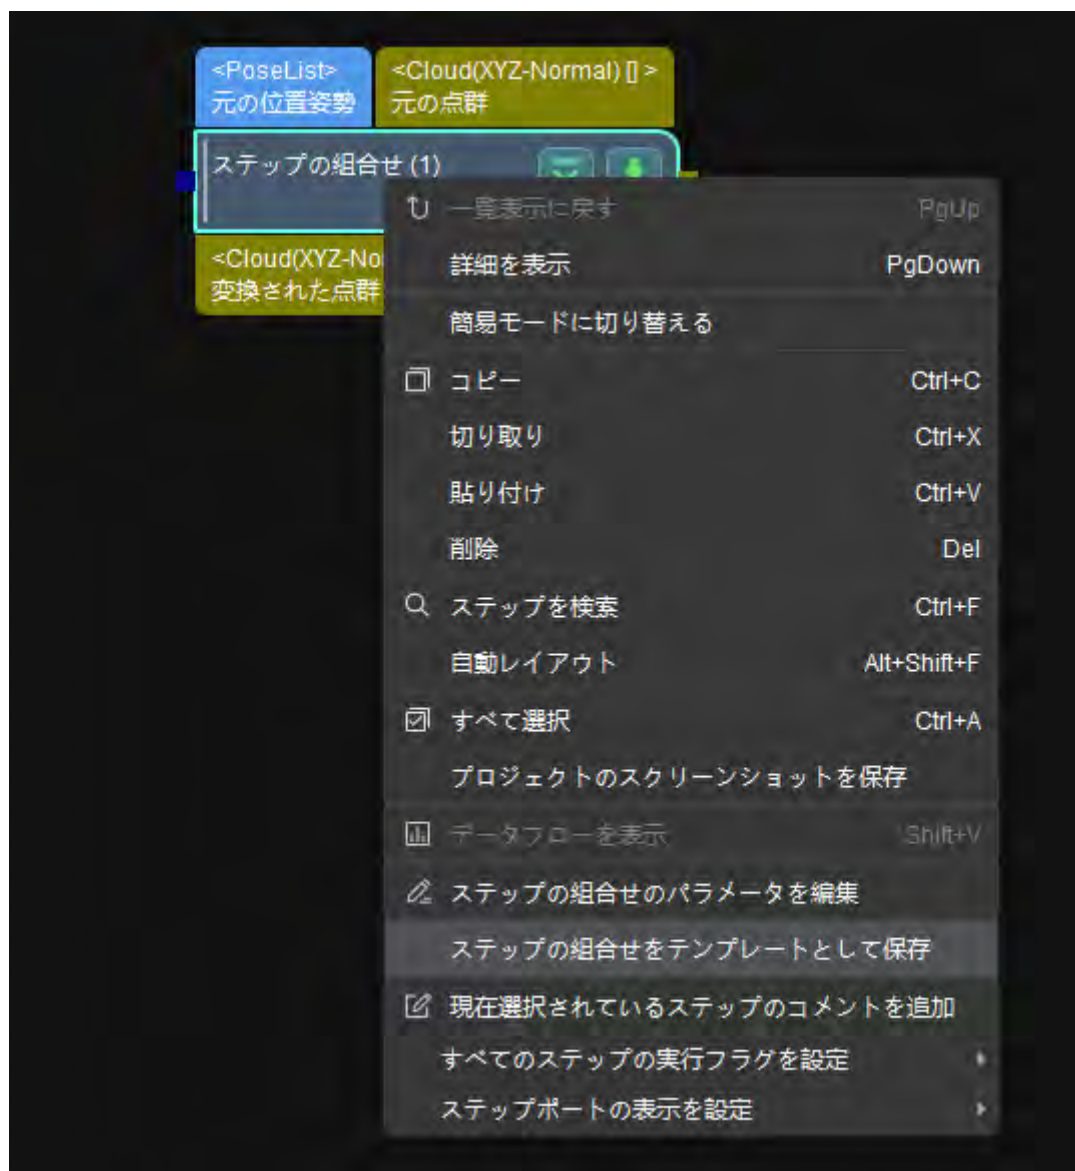 <PoseList>
元の位置姿勢
<Cloud(XYZ-Normal) [] >
元の点群
ステップの組合せ (1)
<Cloud(XYZ-No
変換された点群
一覧表示に戻す PgUp
詳細を表示 PgDown
簡易モードに切り替える
コピー Ctrl+C
切り取り Ctrl+X
貼り付け Ctrl+V
削除 Del
ステップを検索 Ctrl+F
自動レイアウト Alt+Shift+F
すべて選択 Ctrl+A
プロジェクトのスクリーンショットを保存
データフローを表示 Shift+V
ステップの組合せのパラメータを編集
ステップの組合せをテンプレートとして保存
現在選択されているステップのコメントを追加
すべてのステップの実行フラグを設定
ステップポートの表示を設定